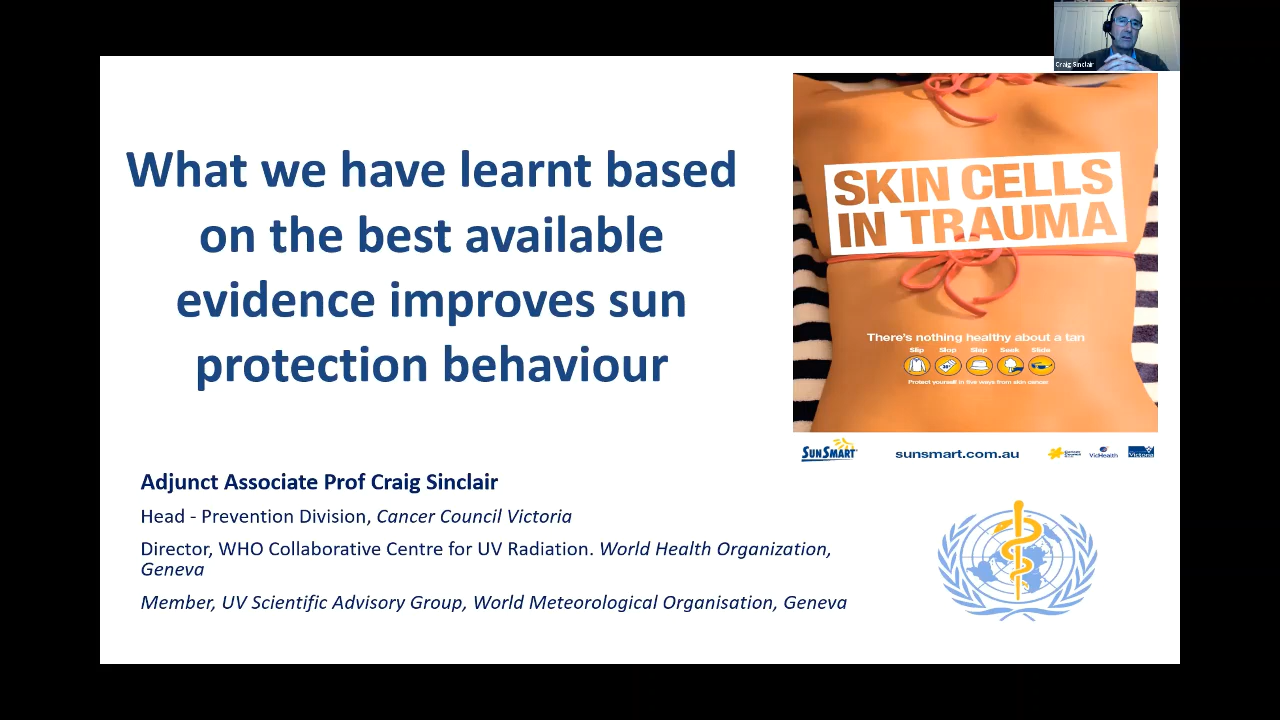 Craig Sinclair
What we have learnt based
on the best available
evidence improves sun
protection behaviour
SKIN CELLS
IN TRAUMA
There's nothing healthy about a tan
Slip Slop Slap Seek Slide
Protect yourself in five ways from skin cancer
SunSmart
sunsmart.com.au
VicHealth
Victoria
Adjunct Associate Prof Craig Sinclair
Head - Prevention Division, Cancer Council Victoria
Director, WHO Collaborative Centre for UV Radiation. World Health Organization,
Geneva
Member, UV Scientific Advisory Group, World Meteorological Organisation, Geneva